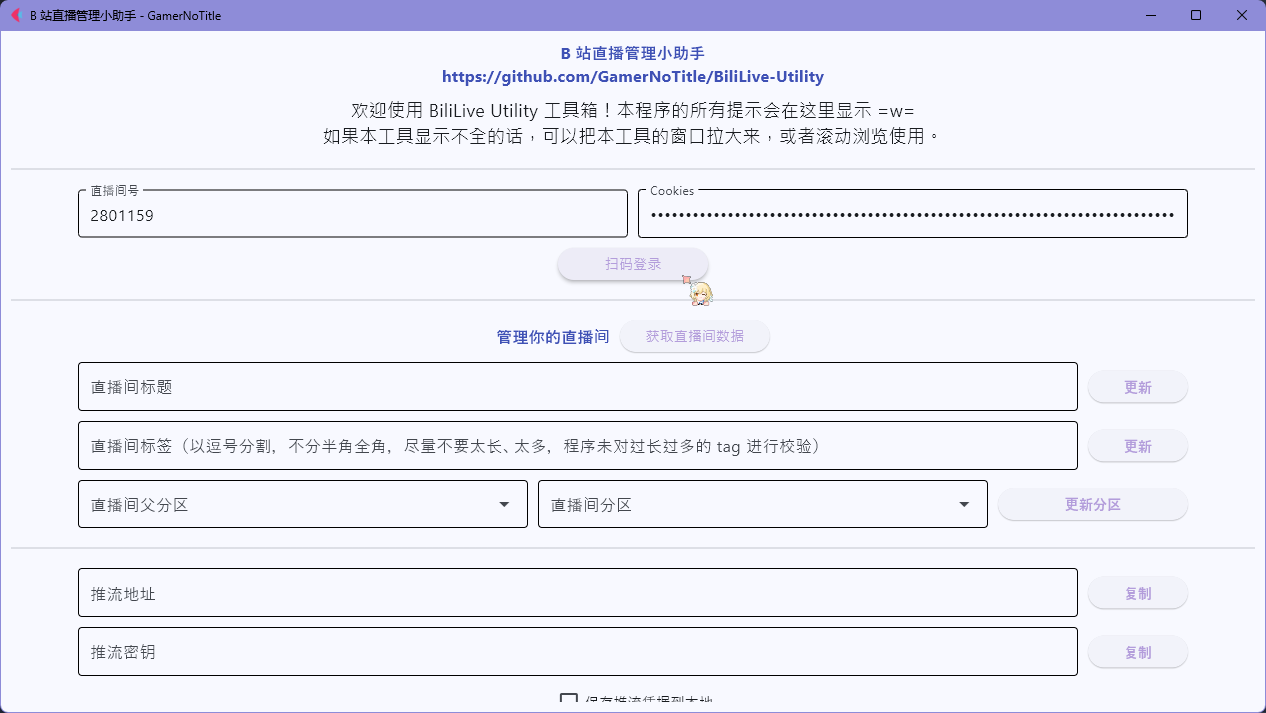 B 站直播管理小助手 - GamerNoTitle
B 站直播管理小助手
https://github.com/GamerNoTitle/BiliLive-Utility
欢迎使用 BiliLive Utility 工具箱！本程序的所有提示会在这里显示 =w=
如果本工具显示不全的话，可以把本工具的窗口拉大来，或者滚动浏览使用。
直播间号
2801159
Cookies
扫码登录
管理你的直播间
获取直播间数据
直播间标题
更新
直播间标签（以逗号分割，不分半角全角，尽量不要太长、太多，程序未对过长过多的 tag 进行校验）
更新
直播间父分区
直播间分区
更新分区
推流地址
复制
推流密钥
复制
保存推流凭据到本地